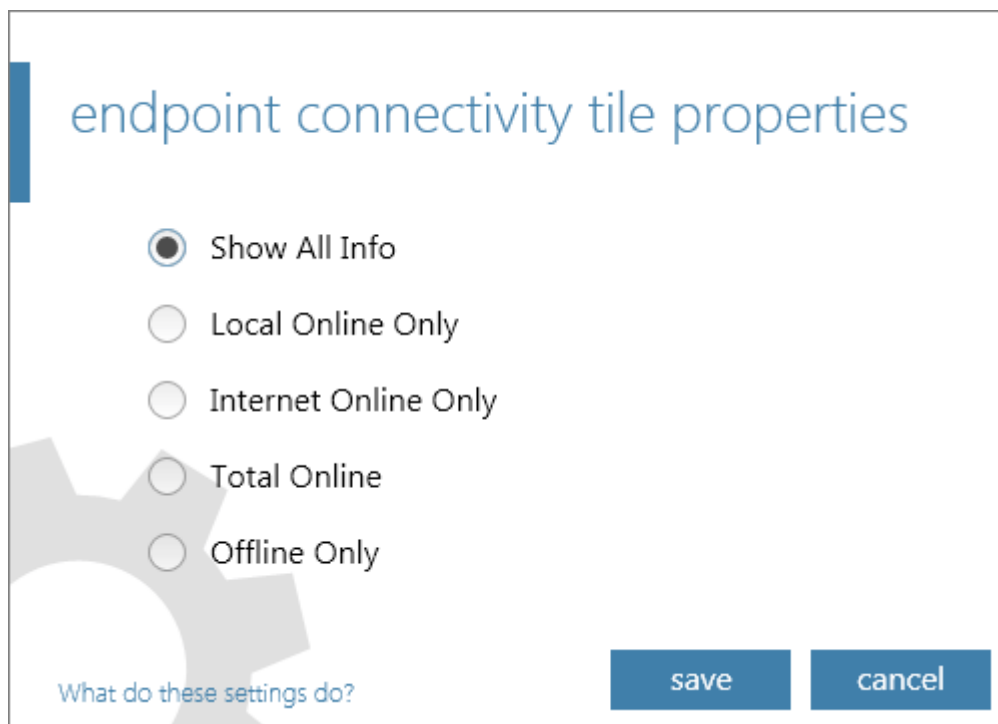 endpoint connectivity tile properties
Show All Info
Local Online Only
Internet Online Only
Total Online
Offline Only
What do these settings do?
save
cancel